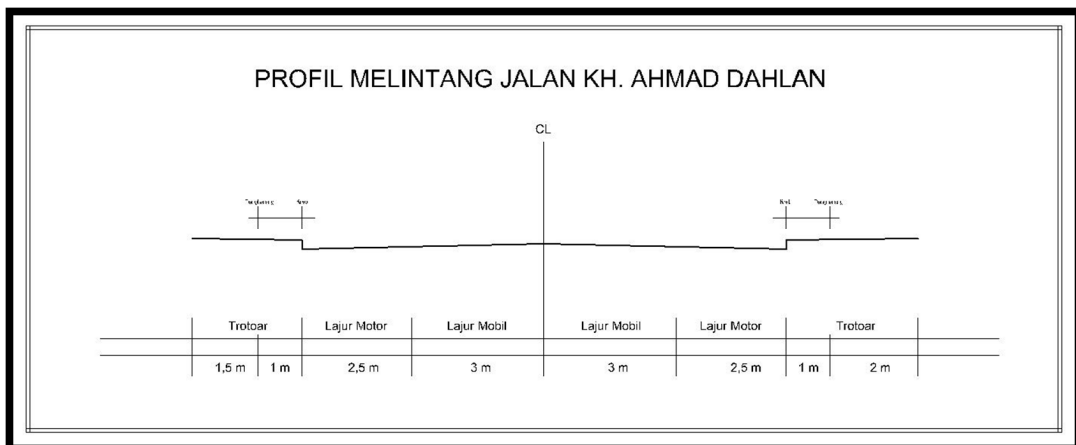 PROFIL MELINTANG JALAN KH. AHMAD DAHLAN
CL
Trotoar Lajur Motor Lajur Mobil Lajur Mobil Lajur Motor Trotoar
1,5 m 1 m 2,5 m 3 m 3 m 2,5 m 1 m 2 m